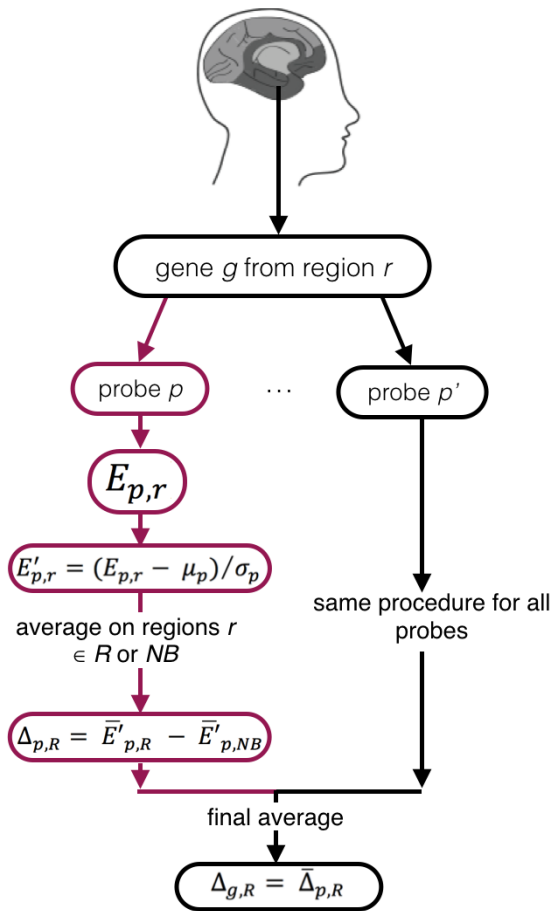 gene g from region r
probe p
...
probe p'
E_{p,r}
E'_{p,r} = (E_{p,r} − μ_p)/σ_p
same procedure for all
probes
average on regions r
∈ R or NB
Δ_{p,R} = Ē'_{p,R} − Ē'_{p,NB}
final average
Δ_{g,R} = Δ̄_{p,R}